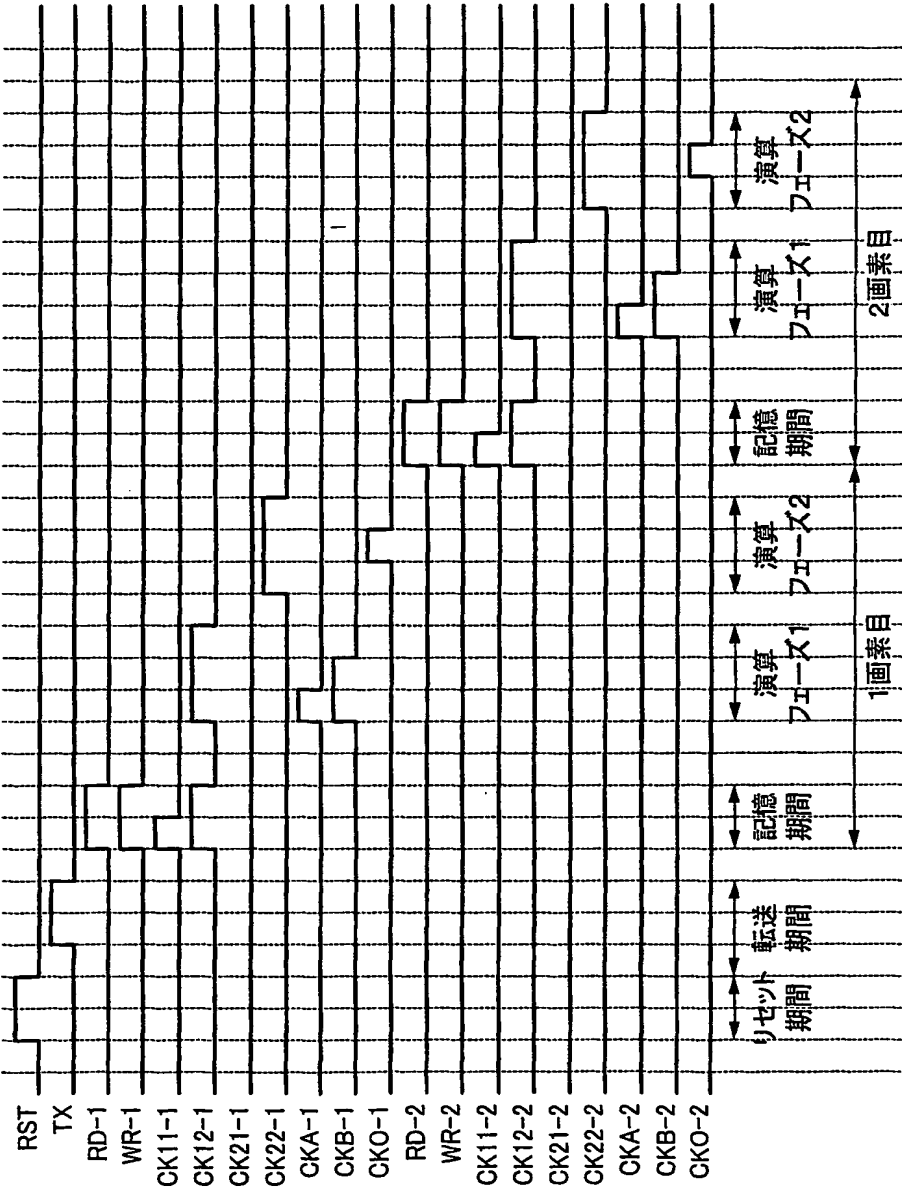 RST
TX
RD-1
WR-1
CK11-1
CK12-1
CK21-1
CK22-1
CKA-1
CKB-1
CKO-1
RD-2
WR-2
CK11-2
CK12-2
CK21-2
CK22-2
CKA-2
CKB-2
CKO-2
リセット
期間
転送
期間
記憶
期間
演算
フェーズ1
演算
フェーズ2
記憶
期間
演算
フェーズ1
演算
フェーズ2
1画素目
2画素目